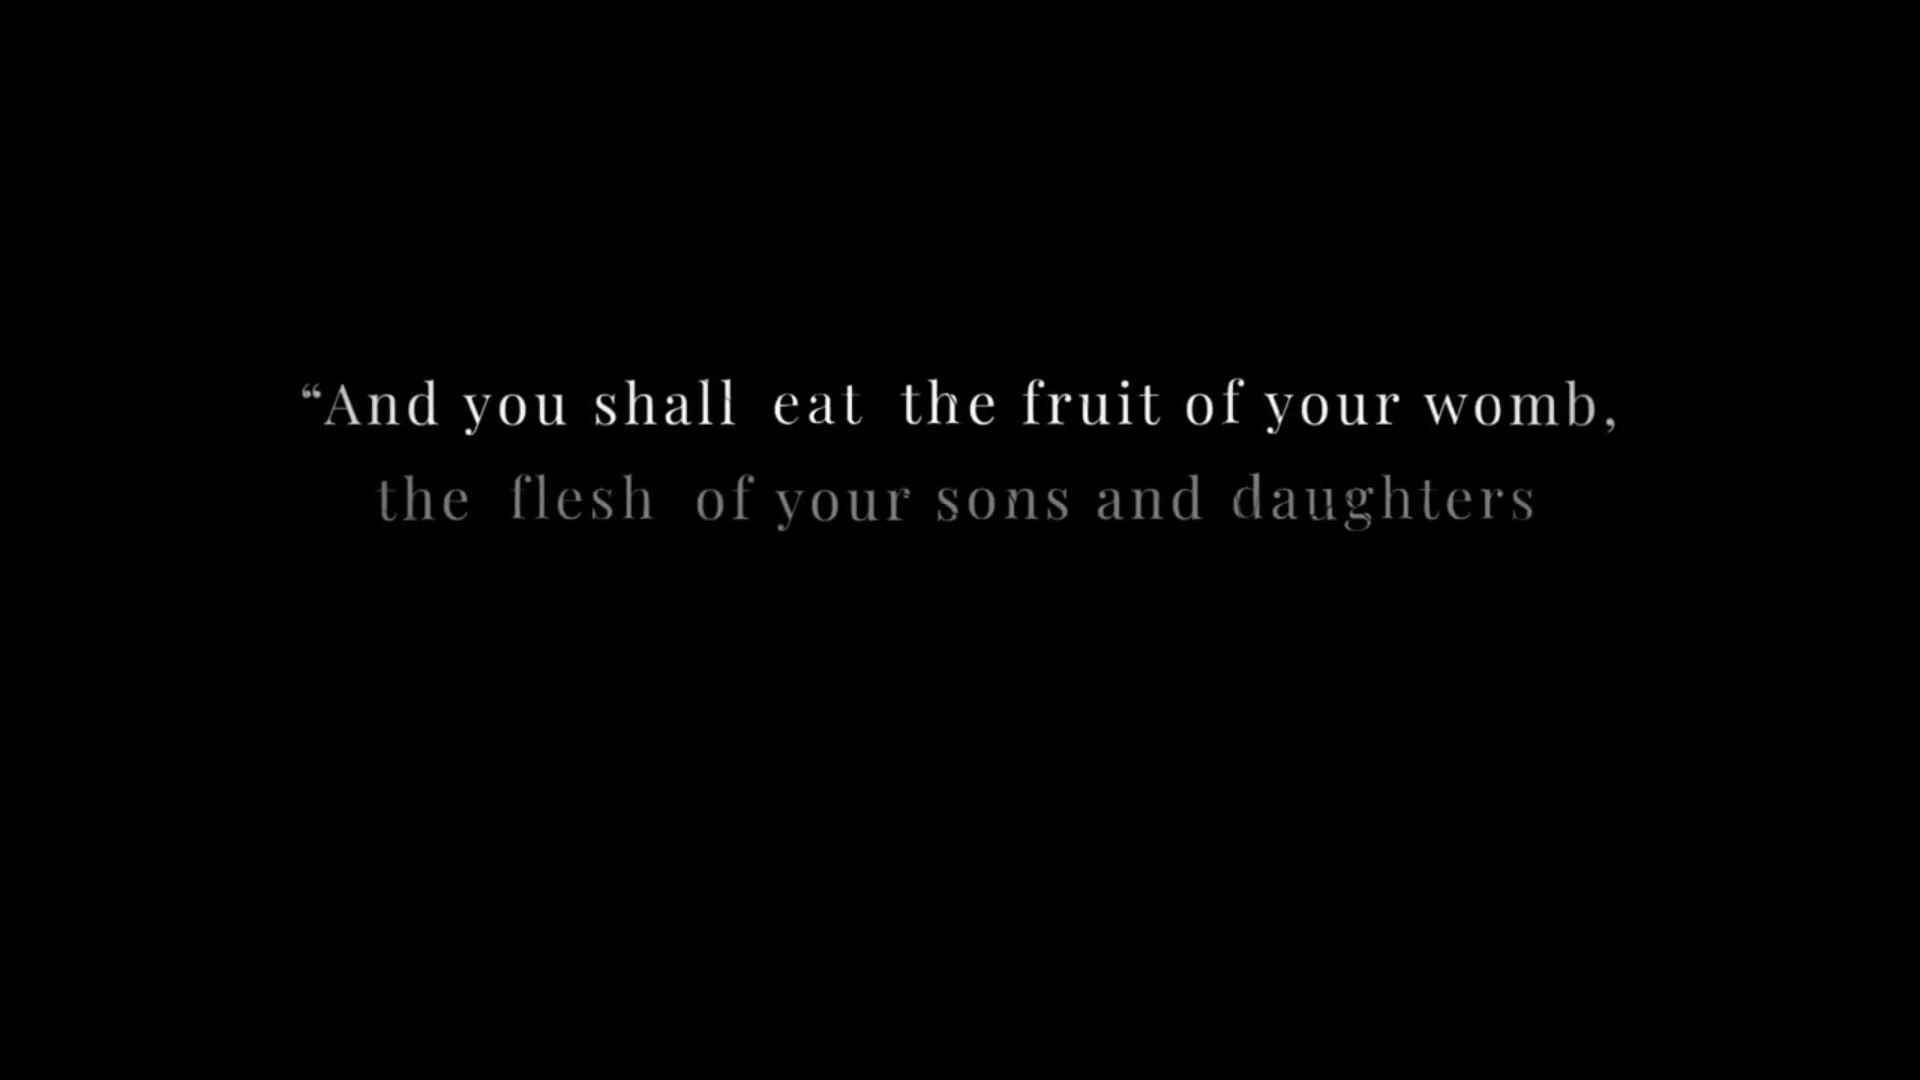 “And you shall eat the fruit of your womb,
the flesh of your sons and daughters